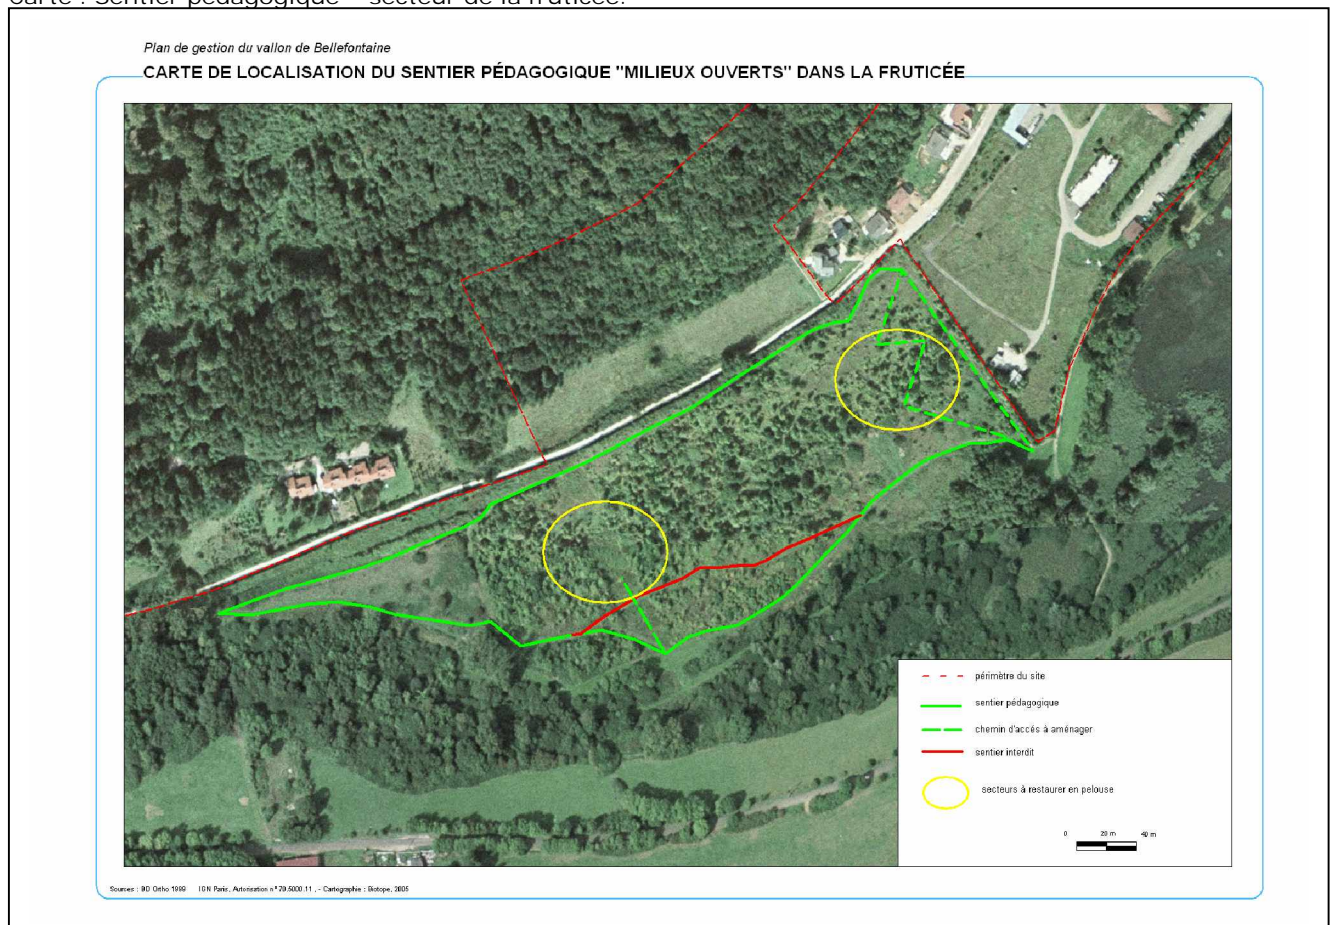 Carte : Sentier pédagogique – secteur de la fruticée.
Plan de gestion du vallon de Bellefontaine
CARTE DE LOCALISATION DU SENTIER PÉDAGOGIQUE "MILIEUX OUVERTS" DANS LA FRUTICÉE
périmètre du site
sentier pédagogique
chemin d'accés à aménager
sentier interdit
secteurs à restaurer en pelouse
0 20 m 40 m
Sources : BD Ortho 1999 IGN Paris, Autorisation n° 70.5000.11 , - Cartographie : Biotope, 2005